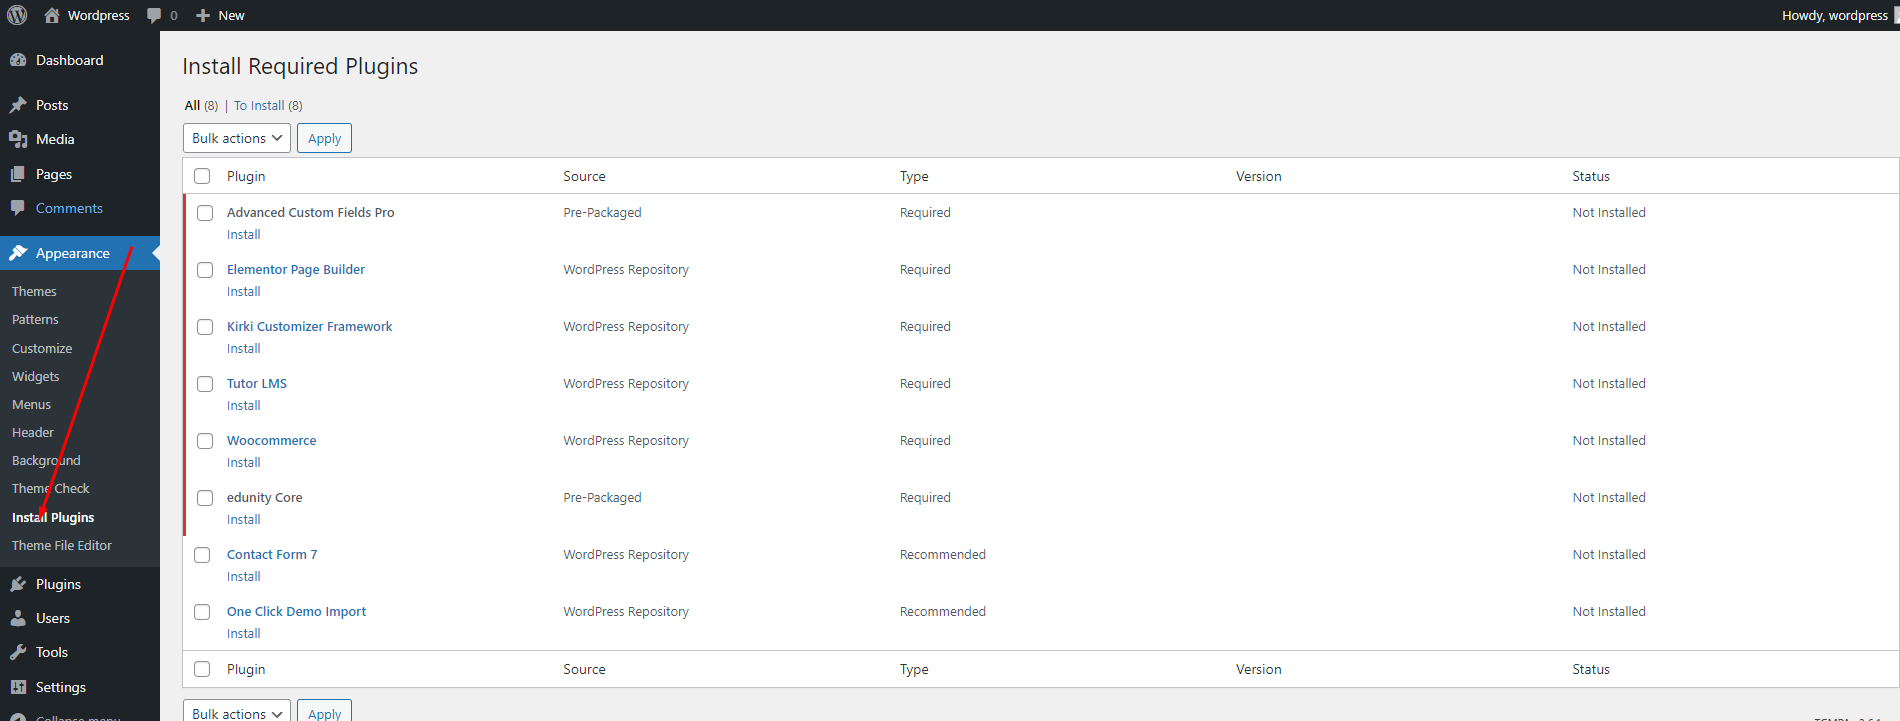 Wordpress 0 New Howdy, wordpress
Dashboard
Posts
Media
Pages
Comments
Appearance
Themes
Patterns
Customize
Widgets
Menus
Header
Background
Theme Check
Install Plugins
Theme File Editor
Plugins
Users
Tools
Settings
Collapse menu
Install Required Plugins
All (8) | To Install (8)
Bulk actions Apply
Plugin Source Type Version Status
Advanced Custom Fields Pro Pre-Packaged Required Not Installed
Install
Elementor Page Builder WordPress Repository Required Not Installed
Install
Kirki Customizer Framework WordPress Repository Required Not Installed
Install
Tutor LMS WordPress Repository Required Not Installed
Install
Woocommerce WordPress Repository Required Not Installed
Install
edunity Core Pre-Packaged Required Not Installed
Install
Contact Form 7 WordPress Repository Recommended Not Installed
Install
One Click Demo Import WordPress Repository Recommended Not Installed
Install
Plugin Source Type Version Status
Bulk actions Apply